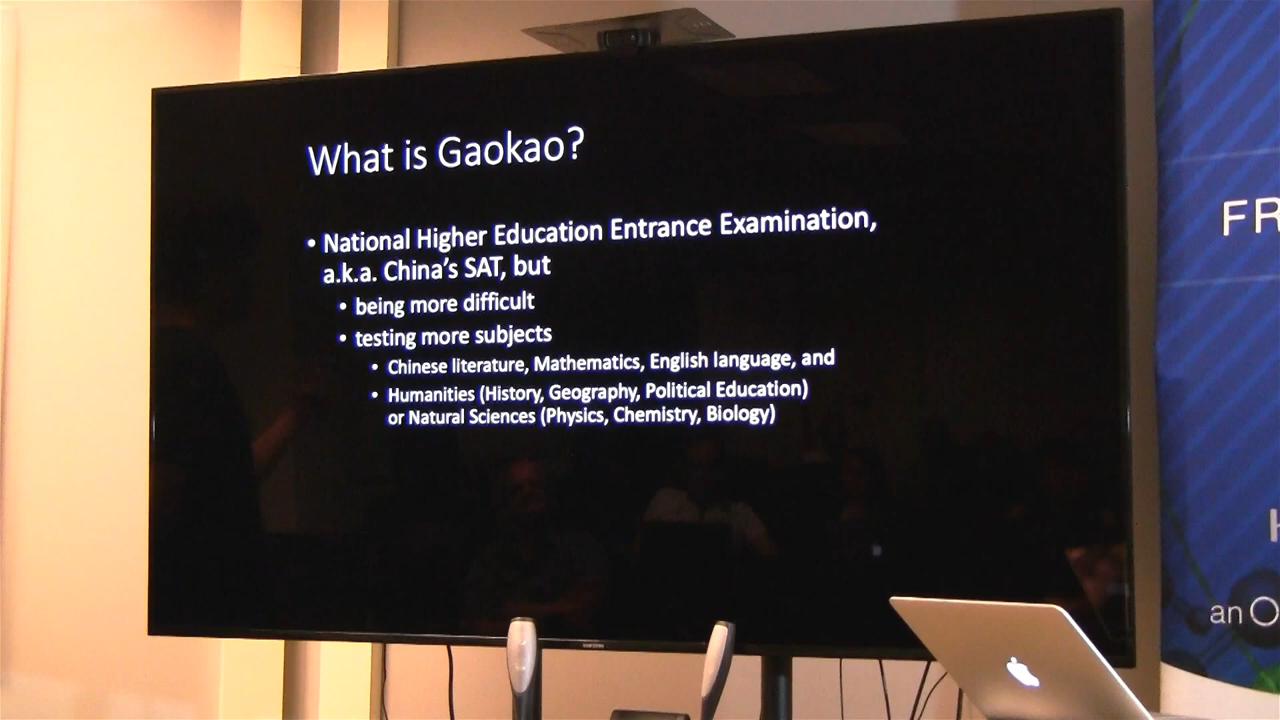 What is Gaokao?
• National Higher Education Entrance Examination,
a.k.a. China's SAT, but
• being more difficult
• testing more subjects
• Chinese literature, Mathematics, English language, and
• Humanities (History, Geography, Political Education)
or Natural Sciences (Physics, Chemistry, Biology)
SAMSUNG
FR
an O